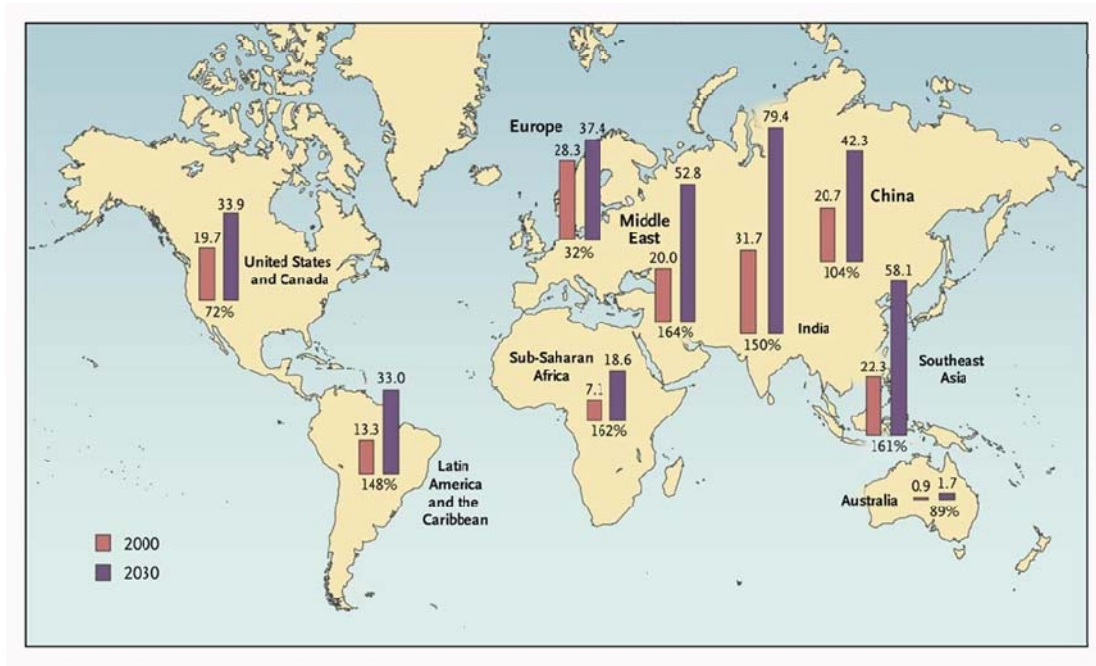 Europe
28.3
37.4
32%
Middle
East
20.0
52.8
164%
79.4
31.7
150%
India
42.3
20.7
China
104%
58.1
22.3
Southeast
Asia
161%
33.9
19.7
United States
and Canada
72%
Sub-Saharan
Africa
18.6
7.1
162%
33.0
13.3
148%
Latin
America
and the
Caribbean
Australia
0.9
1.7
89%
2000
2030